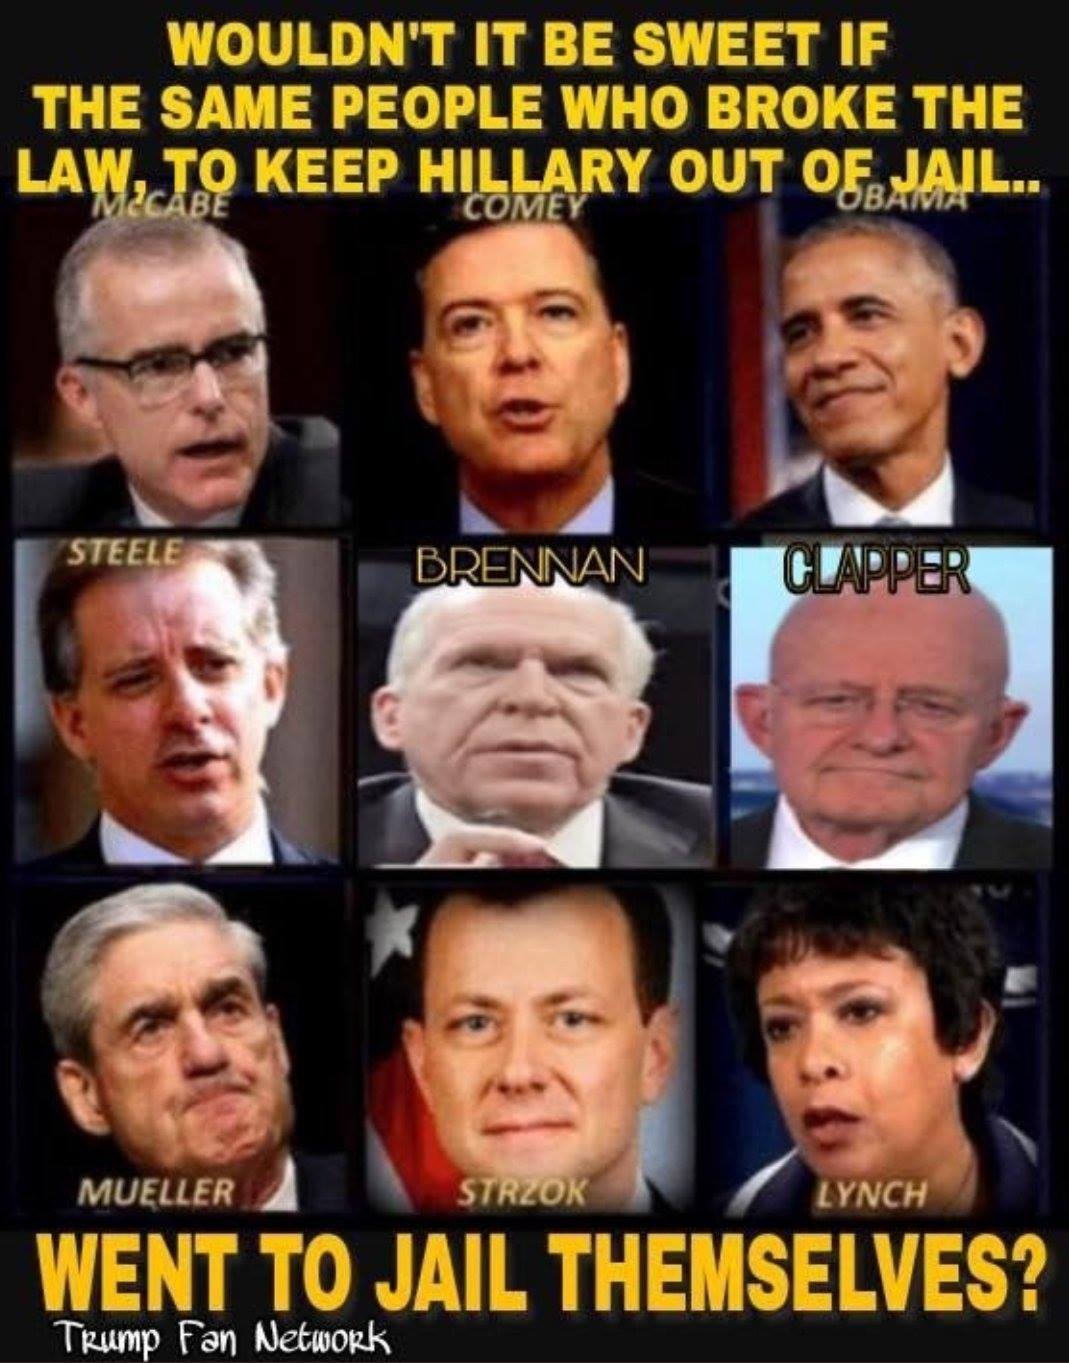 WOULDN'T IT BE SWEET IF
THE SAME PEOPLE WHO BROKE THE
LAW, TO KEEP HILLARY OUT OF JAIL..
McCABE
COMEY
OBAMA
STEELE
BRENNAN
CLAPPER
MUELLER
STRZOK
LYNCH
WENT TO JAIL THEMSELVES?
Trump Fan Network